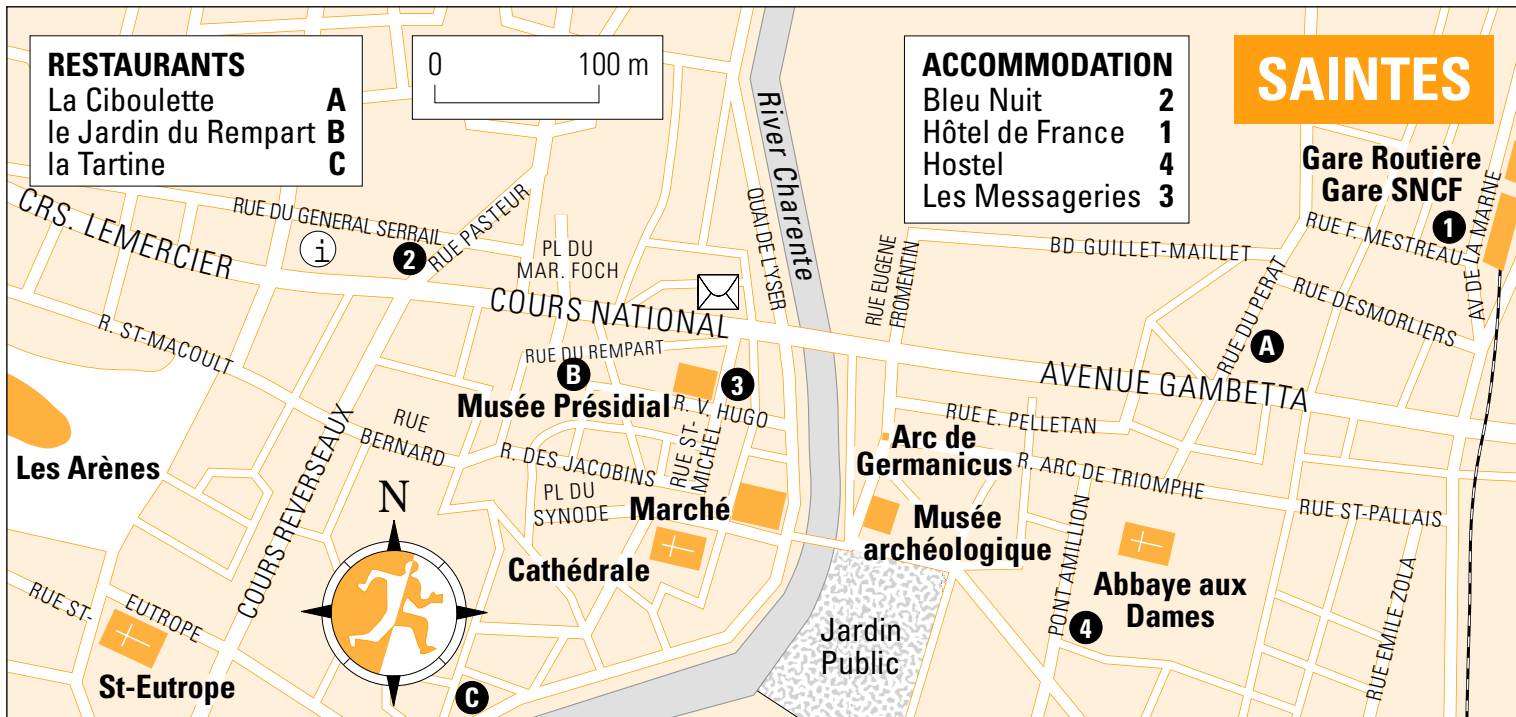 RESTAURANTS
La Ciboulette A
le Jardin du Rempart B
la Tartine C
0 100 m
ACCOMMODATION
Bleu Nuit 2
Hôtel de France 1
Hostel 4
Les Messageries 3
SAINTES
Gare Routière
Gare SNCF
1
AV DE LA MARNE
RUE F. MESTREAU
BD GUILLET-MAILLET
RUE DESMORLIERS
RUE DU PERAT
A
RUE EUGENE
FROMENTIN
River Charente
QUAI DE L'YSER
CRS. LEMERCIER
RUE DU GENERAL SERRAIL
i
2
RUE PASTEUR
PL DU
MAR. FOCH
COURS NATIONAL
AVENUE GAMBETTA
R. ST-MACOULT
RUE DU REMPART
B
3
Musée Présidial
R. V. HUGO
RUE
BERNARD
R. DES JACOBINS
RUE ST-
MICHEL
PL DU
SYNODE
Marché
Cathédrale
Les Arènes
COURS REVERSEAUX
N
RUE ST-
EUTROPE
St-Eutrope
C
RUE E. PELLETAN
Arc de
Germanicus
R. ARC DE TRIOMPHE
RUE ST-PALLAIS
Musée
archéologique
PONT AMILLION
Abbaye aux
Dames
4
RUE EMILE ZOLA
Jardin
Public